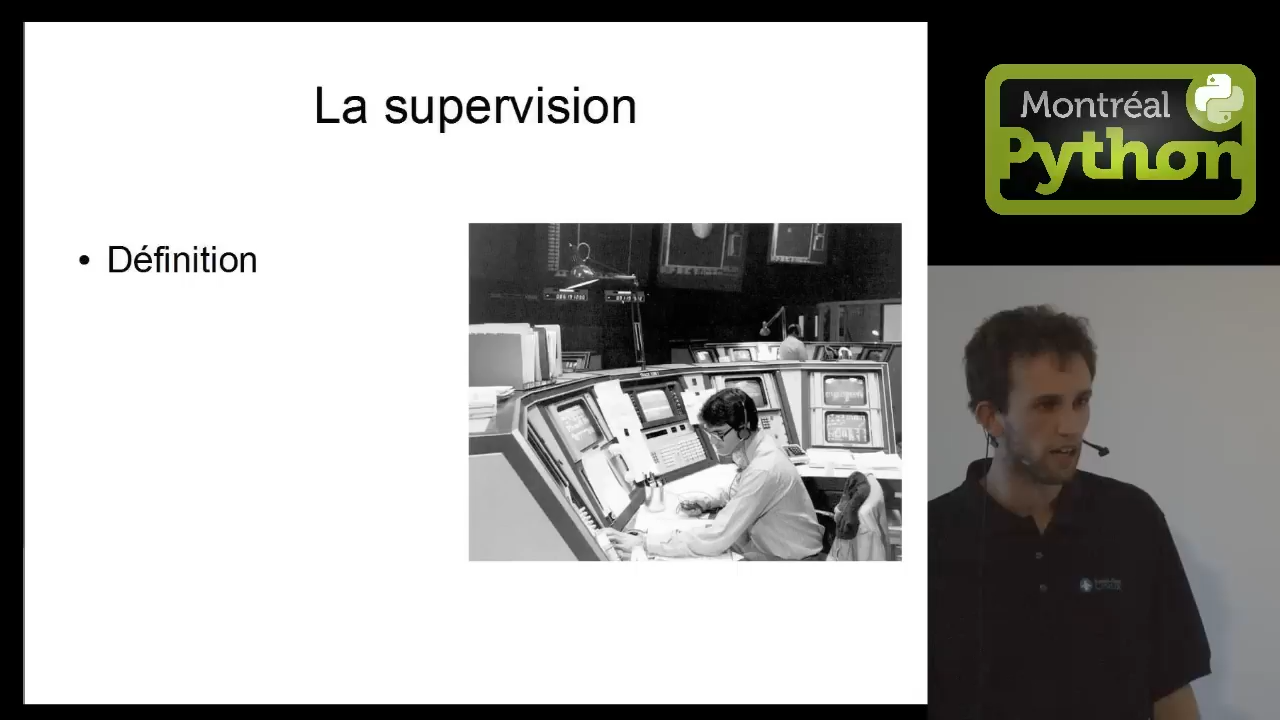 La supervision
• Définition
Montréal
Python